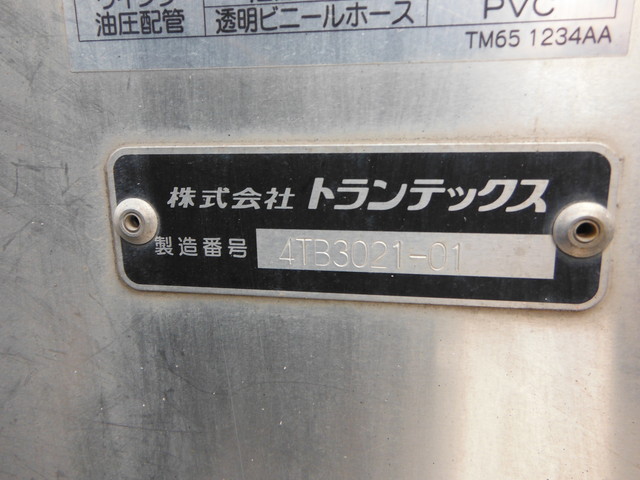 油圧配管 透明ビニールホース PVC
TM65 1234AA
株式会社 トランテックス
製造番号 4TB3021-01